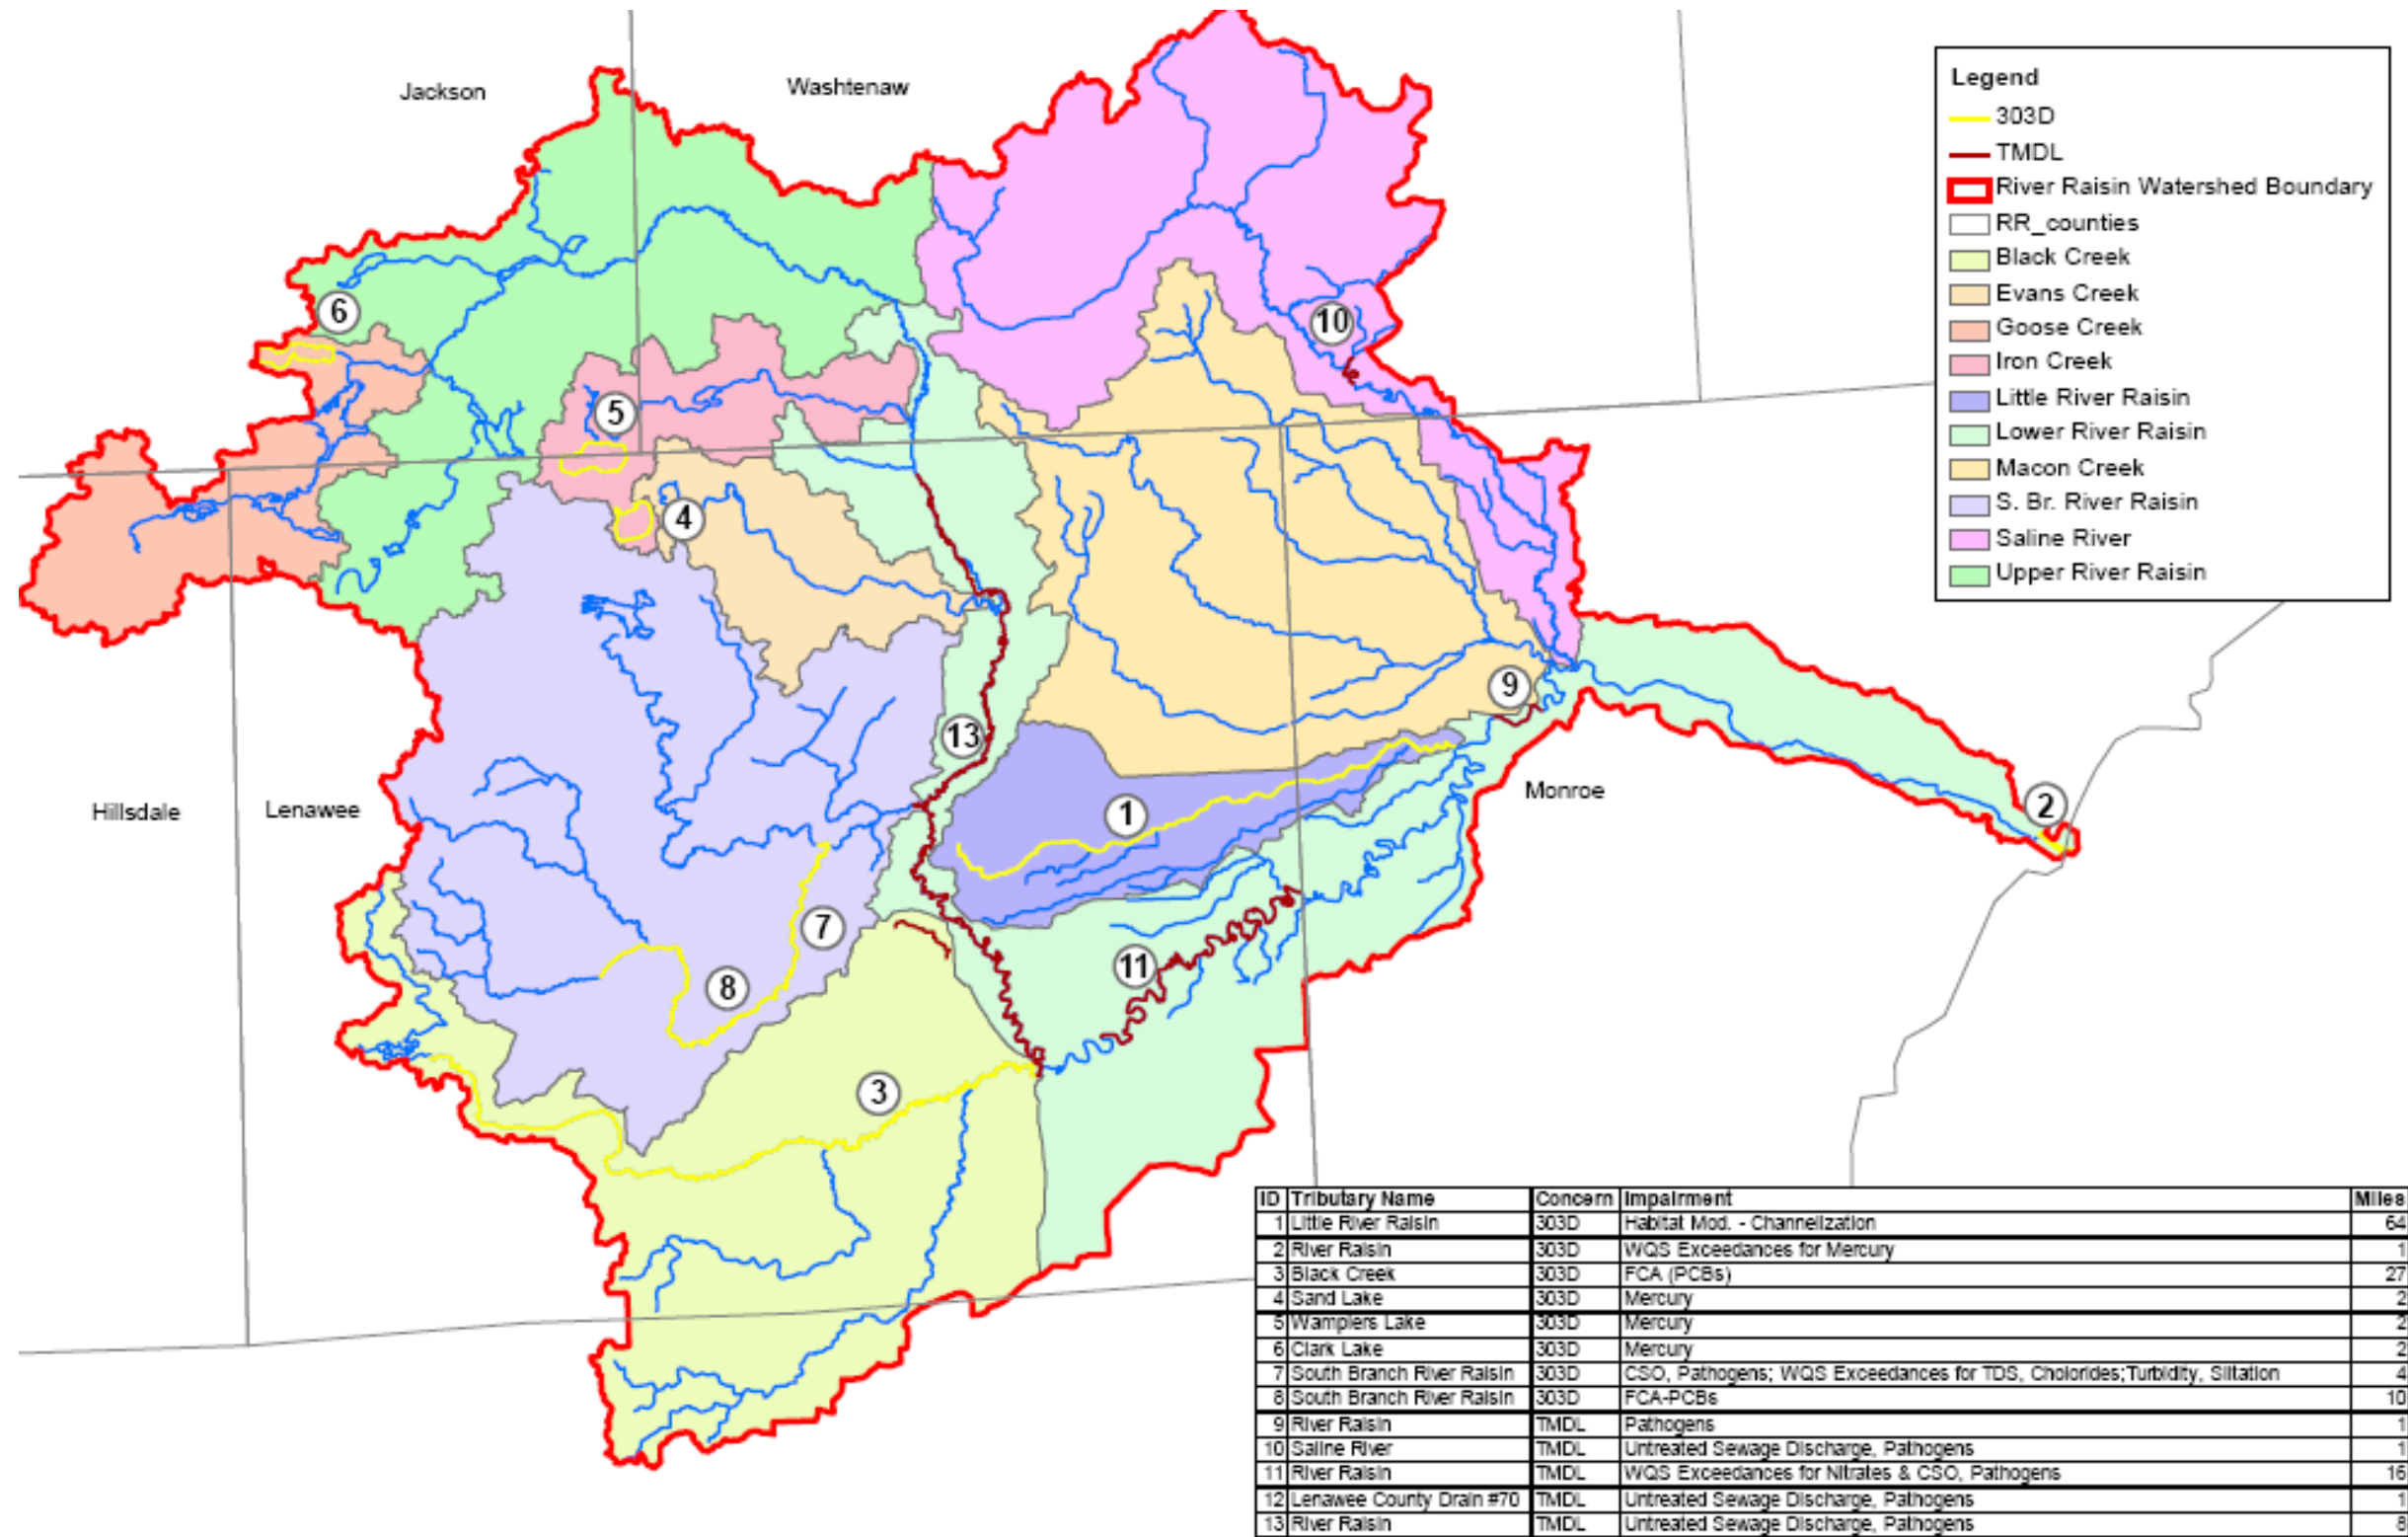 Jackson
Washtenaw
Legend
303D
TMDL
River Raisin Watershed Boundary
RR_counties
Black Creek
Evans Creek
Goose Creek
Iron Creek
Little River Raisin
Lower River Raisin
Macon Creek
S. Br. River Raisin
Saline River
Upper River Raisin
6
10
5
4
9
13
Hillsdale
Lenawee
1
Monroe
2
7
8
11
3
ID Tributary Name Concern Impairment Miles
1 Little River Raisin 303D Habitat Mod. - Channelization 64
2 River Raisin 303D WQS Exceedances for Mercury 1
3 Black Creek 303D FCA (PCBs) 27
4 Sand Lake 303D Mercury 2
5 Wamplers Lake 303D Mercury 2
6 Clark Lake 303D Mercury 2
7 South Branch River Raisin 303D CSO, Pathogens; WQS Exceedances for TDS, Cholorides;Turbidity, Siltation 4
8 South Branch River Raisin 303D FCA-PCBs 10
9 River Raisin TMDL Pathogens 1
10 Saline River TMDL Untreated Sewage Discharge, Pathogens 1
11 River Raisin TMDL WQS Exceedances for Nitrates & CSO, Pathogens 16
12 Lenawee County Drain #70 TMDL Untreated Sewage Discharge, Pathogens 1
13 River Raisin TMDL Untreated Sewage Discharge, Pathogens